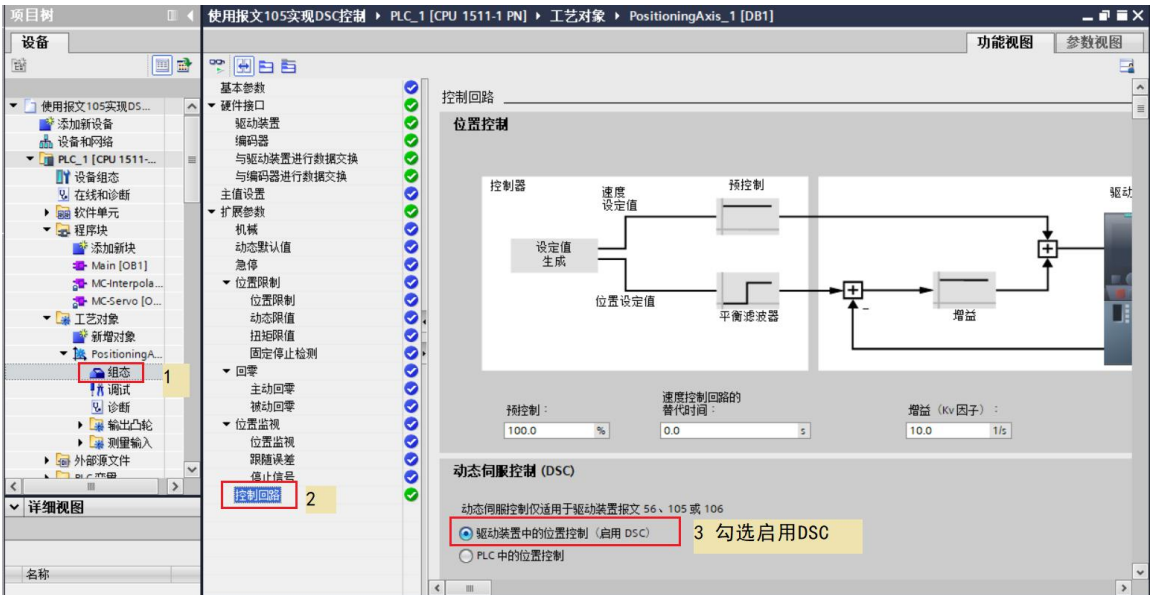 项目树
使用报文105实现DSC控制 ▸ PLC_1 [CPU 1511-1 PN] ▸ 工艺对象 ▸ PositioningAxis_1 [DB1]
设备
功能视图
参数视图
使用报文105实现DS...
添加新设备
设备和网络
PLC_1 [CPU 1511-...
设备组态
在线和诊断
软件单元
程序块
添加新块
Main [OB1]
MC-Interpola...
MC-Servo [O...
工艺对象
新增对象
PositioningA...
组态
1
调试
诊断
输出凸轮
测量输入
外部源文件
PLC 变量
详细视图
名称
基本参数
硬件接口
驱动装置
编码器
与驱动装置进行数据交换
与编码器进行数据交换
主值设置
扩展参数
机械
动态默认值
急停
位置限制
位置限制
动态限值
扭矩限值
固定停止检测
回零
主动回零
被动回零
位置监视
位置监视
跟随误差
停止信号
控制回路
2
控制回路
位置控制
控制器
速度
设定值
预控制
驱动
设定值
生成
位置设定值
平衡滤波器
增益
预控制：
速度控制回路的
替代时间：
增益（Kv 因子）：
100.0 %
0.0 s
10.0 1/s
动态伺服控制 (DSC)
动态伺服控制仅适用于驱动装置报文 56、105 或 106
驱动装置中的位置控制（启用 DSC）
3 勾选启用DSC
PLC 中的位置控制